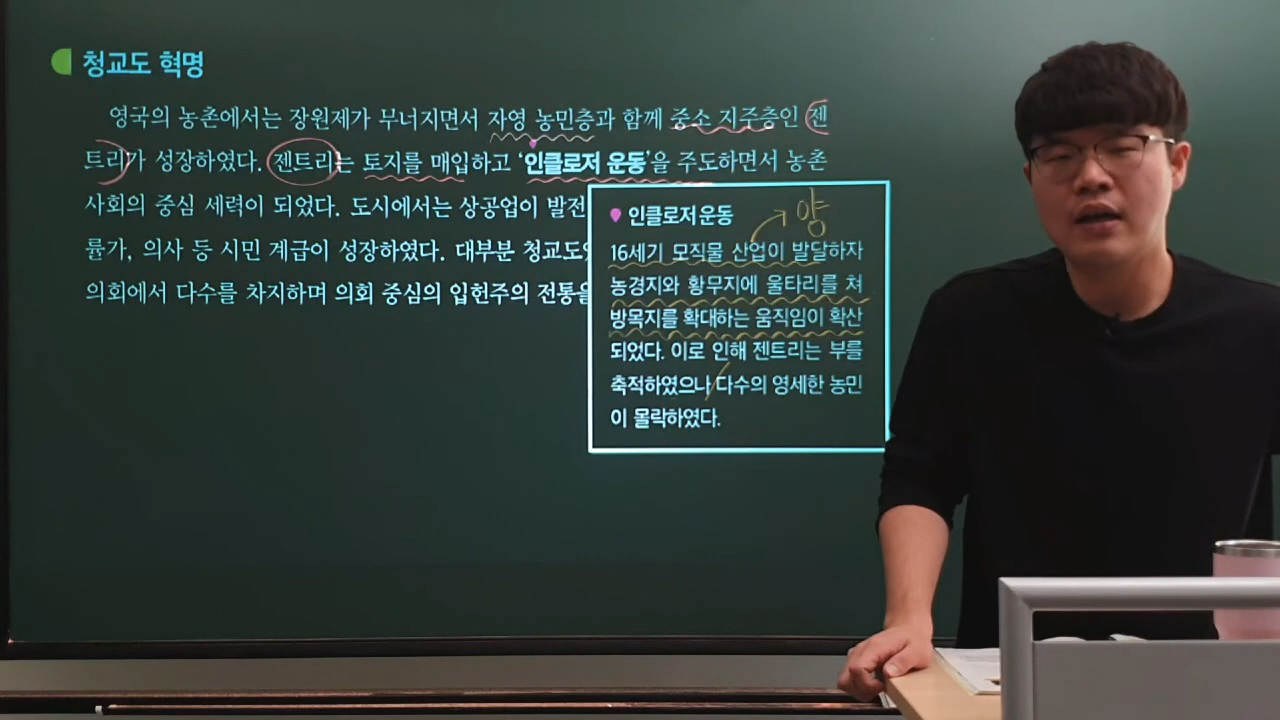 청교도 혁명
영국의 농촌에서는 장원제가 무너지면서 자영 농민층과 함께 중소 지주층인 젠
트리가 성장하였다. 젠트리는 토지를 매입하고 ‘인클로저 운동’을 주도하면서 농촌
사회의 중심 세력이 되었다. 도시에서는 상공업이 발전
률가, 의사 등 시민 계급이 성장하였다. 대부분 청교도
의회에서 다수를 차지하며 의회 중심의 입헌주의 전통을
인클로저 운동
양
16세기 모직물 산업이 발달하자
농경지와 황무지에 울타리를 쳐
방목지를 확대하는 움직임이 확산
되었다. 이로 인해 젠트리는 부를
축적하였으나 다수의 영세한 농민
이 몰락하였다.